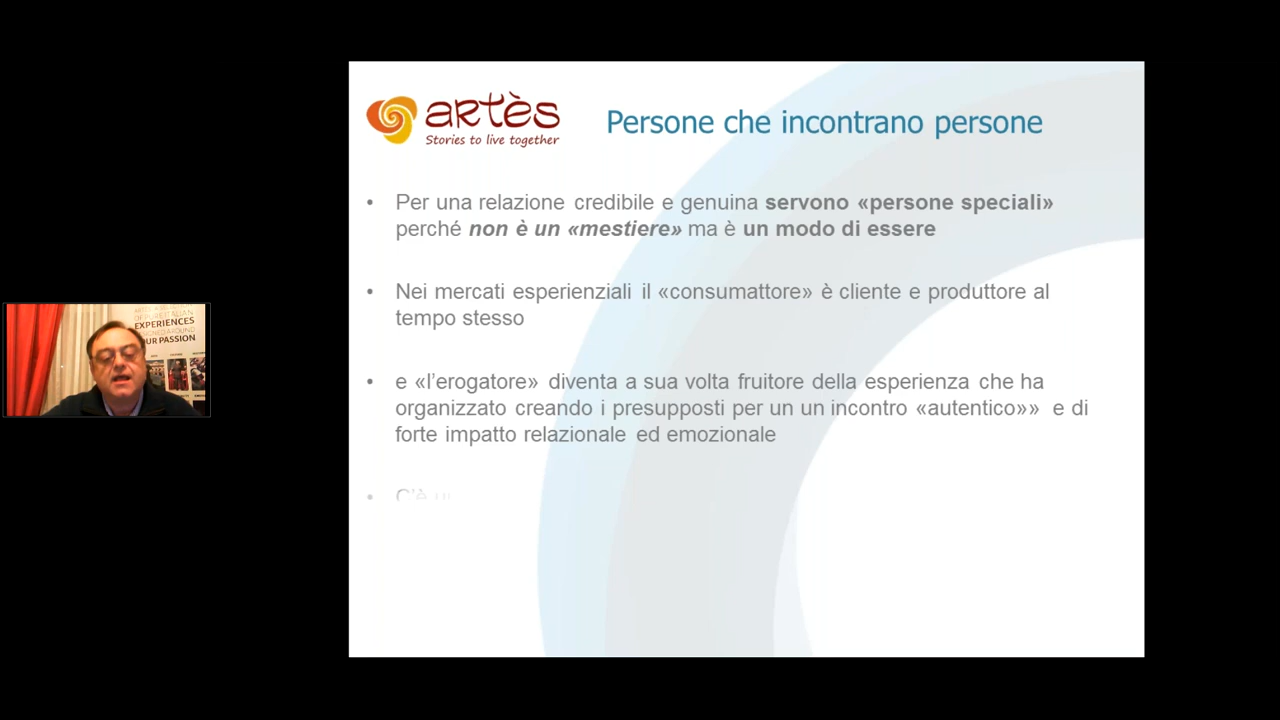 artès
Stories to live together
Persone che incontrano persone
• Per una relazione credibile e genuina servono «persone speciali»
perché non è un «mestiere» ma è un modo di essere
• Nei mercati esperienziali il «consumattore» è cliente e produttore al
tempo stesso
• e «l'erogatore» diventa a sua volta fruitore della esperienza che ha
organizzato creando i presupposti per un un incontro «autentico»» e di
forte impatto relazionale ed emozionale
• C'è
EXPERIENCES